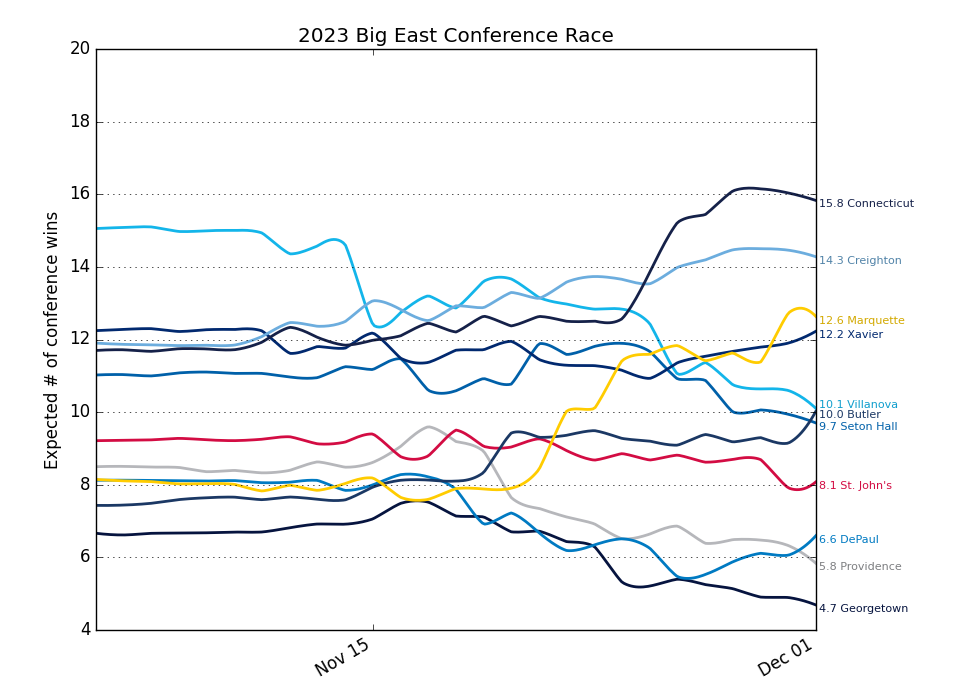 2023 Big East Conference Race
Expected # of conference wins
20
18
16
14
12
10
8
6
4
15.8 Connecticut
14.3 Creighton
12.6 Marquette
12.2 Xavier
10.1 Villanova
10.0 Butler
9.7 Seton Hall
8.1 St. John's
6.6 DePaul
5.8 Providence
4.7 Georgetown
Nov 15
Dec 01